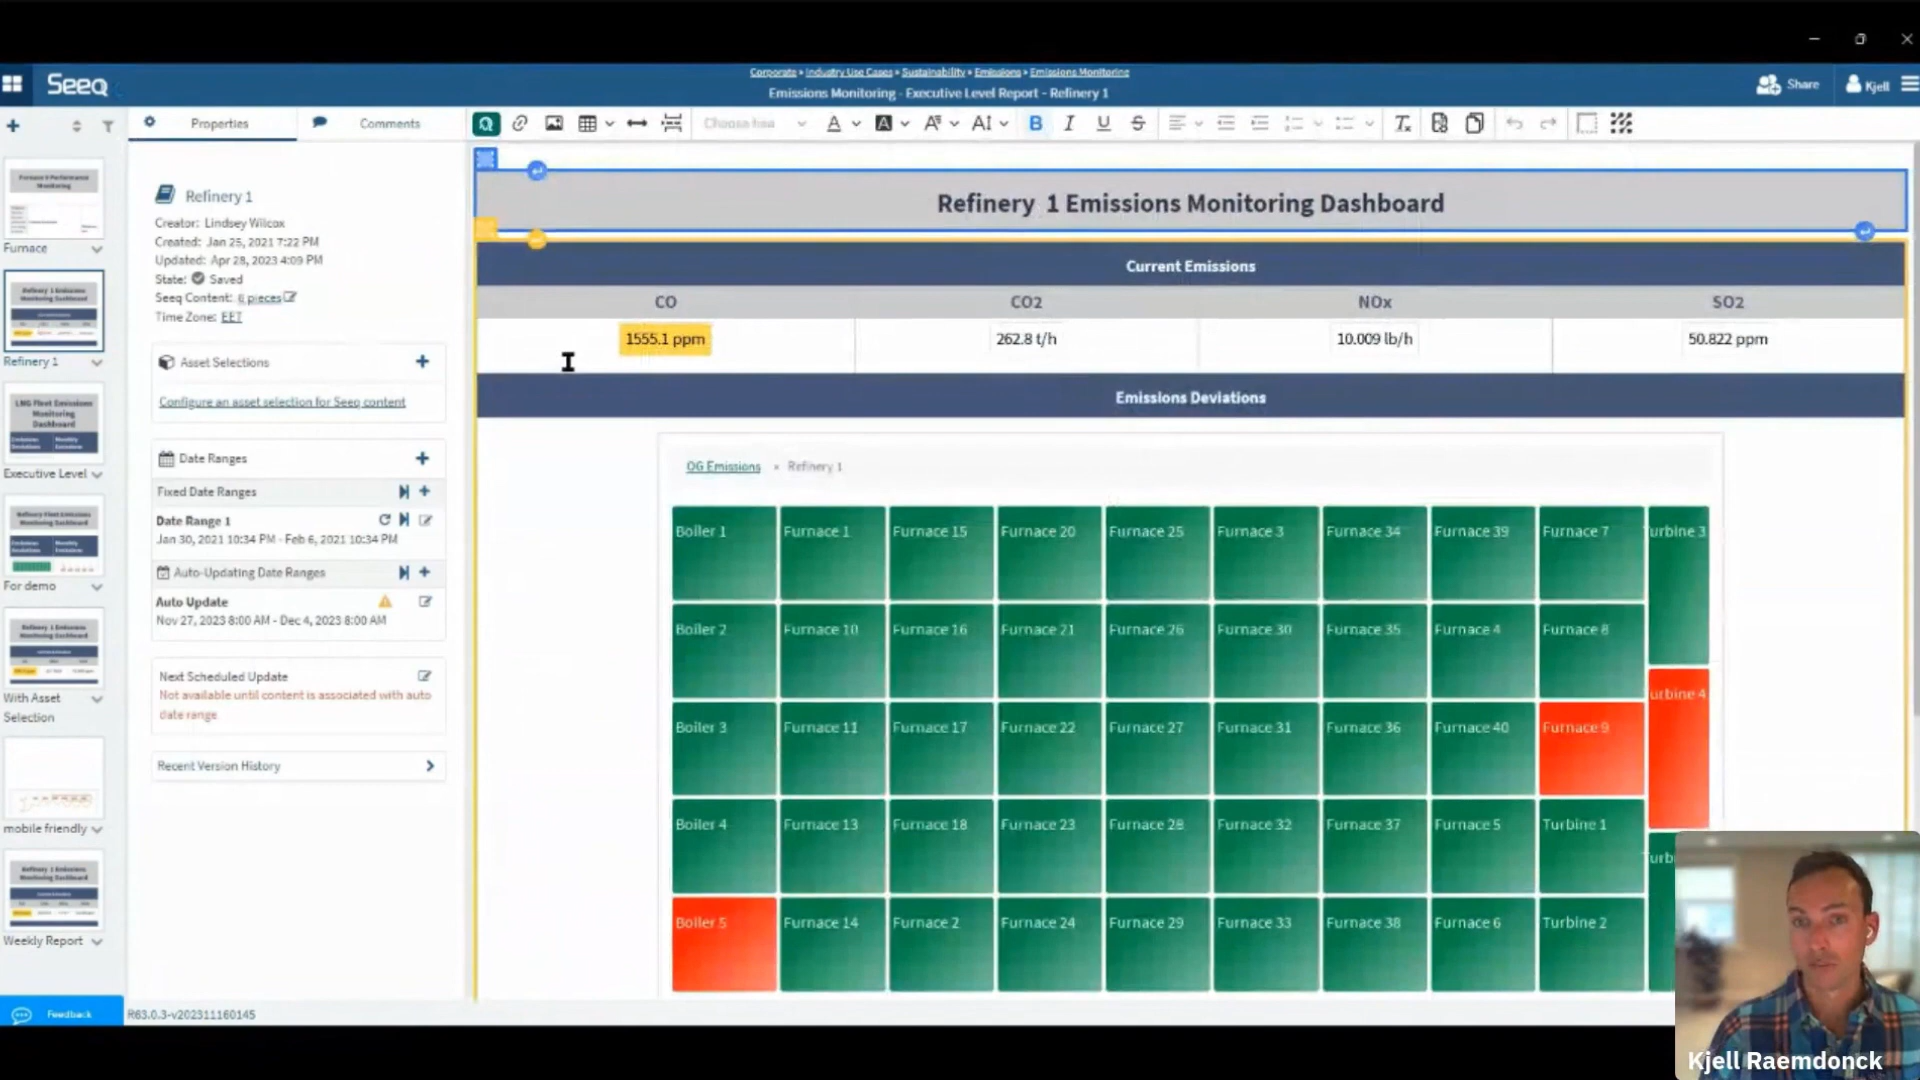 Seeq
Corporate » Industry Use Cases » Sustainability » Emissions » Emissions Monitoring
Emissions Monitoring - Executive Level Report - Refinery 1
Share
Kjell
Properties
Comments
Furnace
Refinery 1
Executive Level
For demo
With Asset
Selection
mobile friendly
Weekly Report
Feedback
Refinery 1
Creator: Lindsey Wilcox
Created: Jan 25, 2021 7:22 PM
Updated: Apr 28, 2023 4:09 PM
State: Saved
Seeq Content: 6 pieces
Time Zone: EET
Asset Selections
Configure an asset selection for Seeq content
Date Ranges
Fixed Date Ranges
Date Range 1
Jan 30, 2021 10:34 PM - Feb 6, 2021 10:34 PM
Auto-Updating Date Ranges
Auto Update
Nov 27, 2023 8:00 AM - Dec 4, 2023 8:00 AM
Next Scheduled Update
Not available until content is associated with auto
date range
Recent Version History
R63.0.3-v202311160145
Refinery 1 Emissions Monitoring Dashboard
Current Emissions
CO CO2 NOx SO2
1555.1 ppm 262.8 t/h 10.009 lb/h 50.822 ppm
Emissions Deviations
OG Emissions » Refinery 1
Boiler 1 Furnace 1 Furnace 15 Furnace 20 Furnace 25 Furnace 3 Furnace 34 Furnace 39 Furnace 7 urbine 3
Boiler 2 Furnace 10 Furnace 16 Furnace 21 Furnace 26 Furnace 30 Furnace 35 Furnace 4 Furnace 8
urbine 4
Boiler 3 Furnace 11 Furnace 17 Furnace 22 Furnace 27 Furnace 31 Furnace 36 Furnace 40 Furnace 9
Boiler 4 Furnace 13 Furnace 18 Furnace 23 Furnace 28 Furnace 32 Furnace 37 Furnace 5 Turbine 1
Boiler 5 Furnace 14 Furnace 2 Furnace 24 Furnace 29 Furnace 33 Furnace 38 Furnace 6 Turbine 2
Kjell Raemdonck